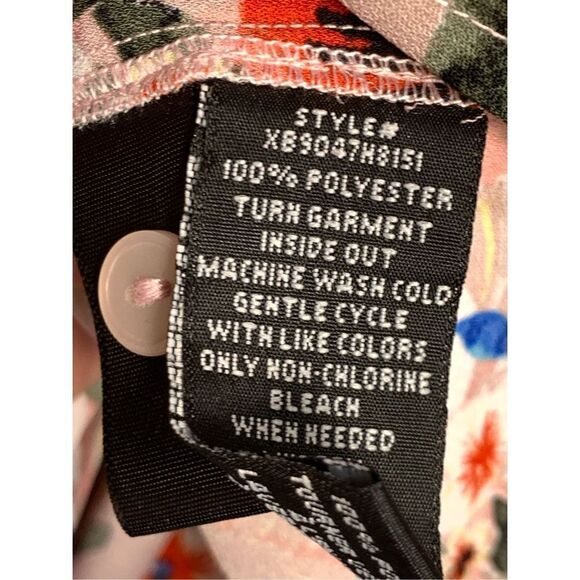 STYLE#
XB9047H8151
100% POLYESTER
TURN GARMENT
INSIDE OUT
MACHINE WASH COLD
GENTLE CYCLE
WITH LIKE COLORS
ONLY NON-CHLORINE
BLEACH
WHEN NEEDED
100%